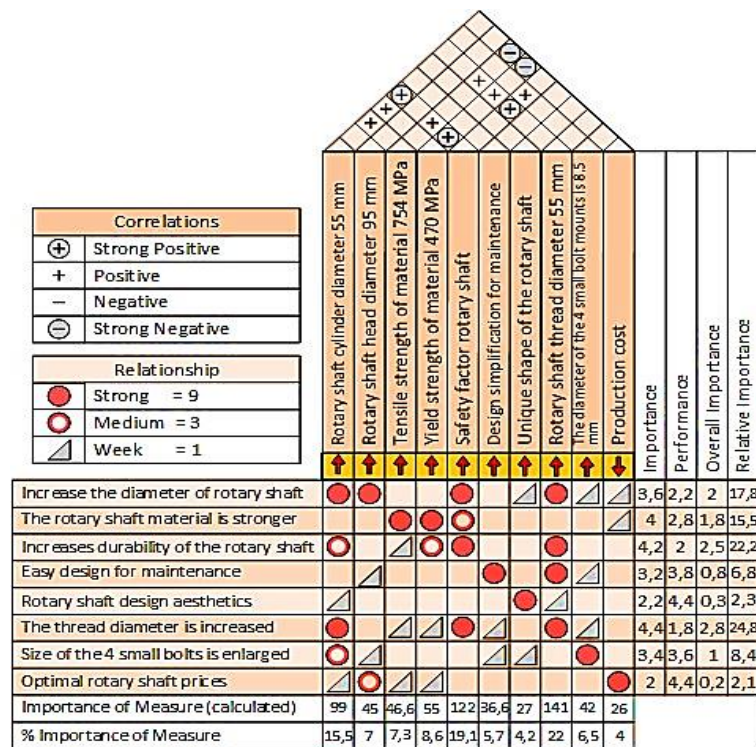 Correlations
⊕ Strong Positive
+ Positive
− Negative
⊖ Strong Negative
Relationship
Strong = 9
Medium = 3
Week = 1
Rotary shaft cylinder diameter 55 mm
Rotary shaft head diameter 95 mm
Tensile strength of material 754 MPa
Yield strength of material 470 MPa
Safety factor rotary shaft
Design simplification for maintenance
Unique shape of the rotary shaft
Rotary shaft thread diameter 55 mm
The diameter of the 4 small bolt mounts is 8.5
mm
Production cost
Importance
Performance
Overall Importance
Relative Importance
Increase the diameter of rotary shaft 3,6 2,2 2 17,8
The rotary shaft material is stronger 4 2,8 1,8 15,5
Increases durability of the rotary shaft 4,2 2 2,5 22,2
Easy design for maintenance 3,2 3,8 0,8 6,8
Rotary shaft design aesthetics 2,2 4,4 0,3 2,3
The thread diameter is increased 4,4 1,8 2,8 24,8
Size of the 4 small bolts is enlarged 3,4 3,6 1 8,4
Optimal rotary shaft prices 2 4,4 0,2 2,1
Importance of Measure (calculated) 99 45 46,6 55 122 36,6 27 141 42 26
% Importance of Measure 15,5 7 7,3 8,6 19,1 5,7 4,2 22 6,5 4